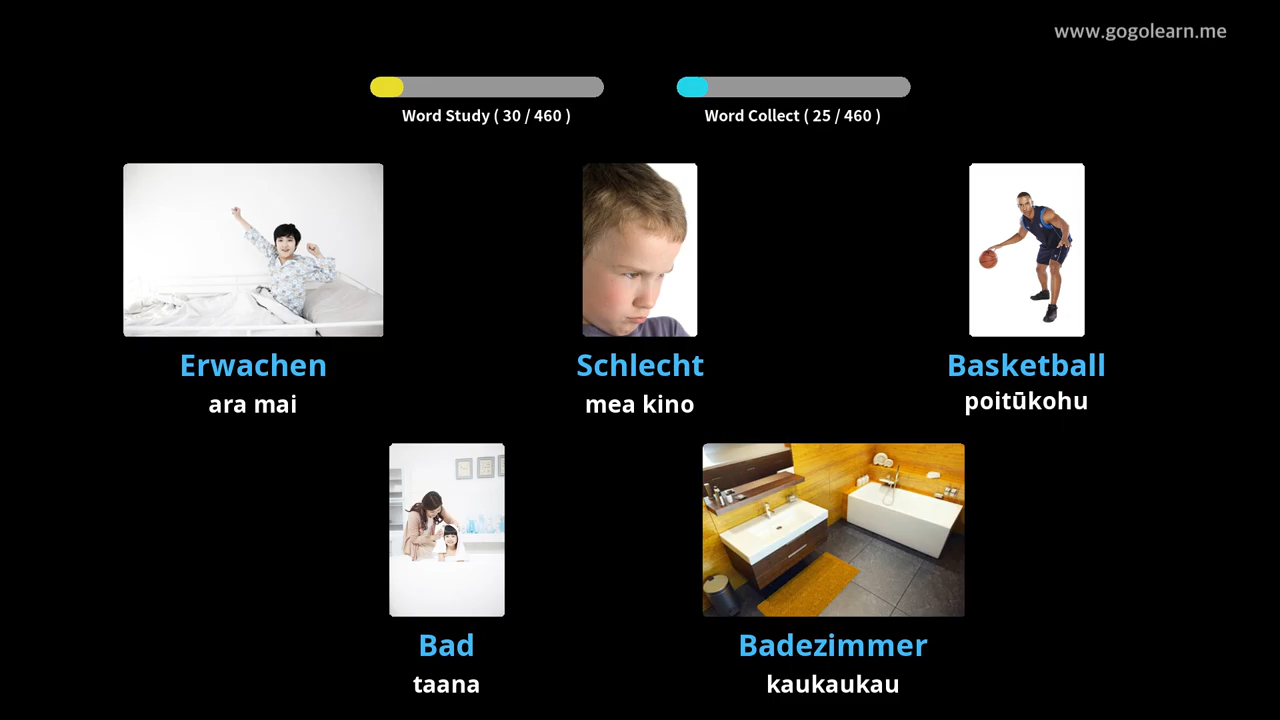 www.gogolearn.me
Word Study ( 30 / 460 )
Word Collect ( 25 / 460 )
Erwachen
ara mai
Schlecht
mea kino
Basketball
poitūkohu
Bad
taana
Badezimmer
kaukaukau